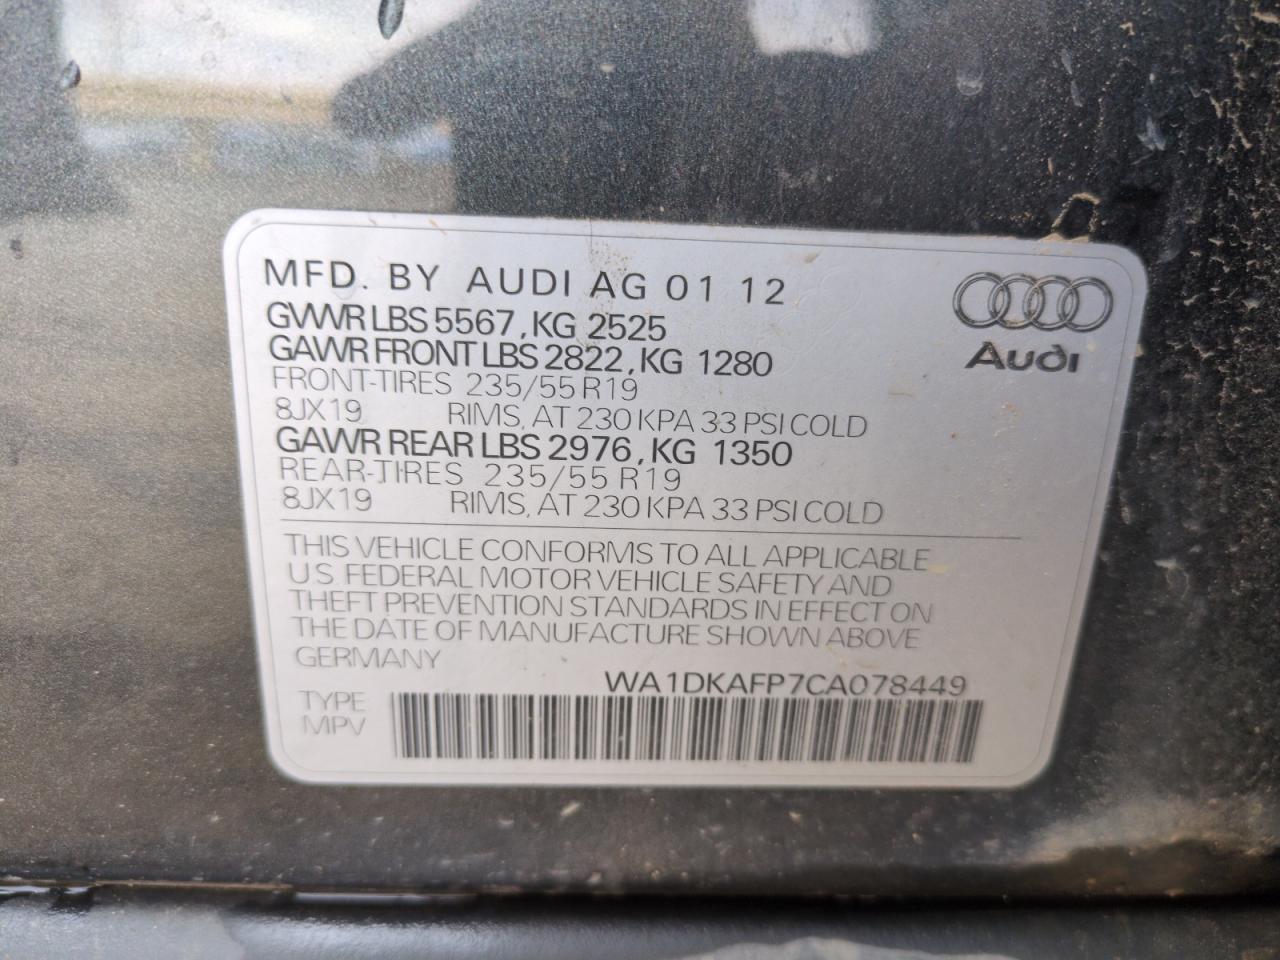 MFD. BY AUDI AG 01 12
GVWR LBS 5567, KG 2525
GAWR FRONT LBS 2822, KG 1280
FRONT-TIRES 235/55 R19
8JX19 RIMS, AT 230 KPA 33 PSI COLD
GAWR REAR LBS 2976, KG 1350
REAR-TIRES 235/55 R19
8JX19 RIMS, AT 230 KPA 33 PSI COLD
Audi
THIS VEHICLE CONFORMS TO ALL APPLICABLE
U.S. FEDERAL MOTOR VEHICLE SAFETY AND
THEFT PREVENTION STANDARDS IN EFFECT ON
THE DATE OF MANUFACTURE SHOWN ABOVE
GERMANY
WA1DKAFP7CA078449
TYPE
MPV